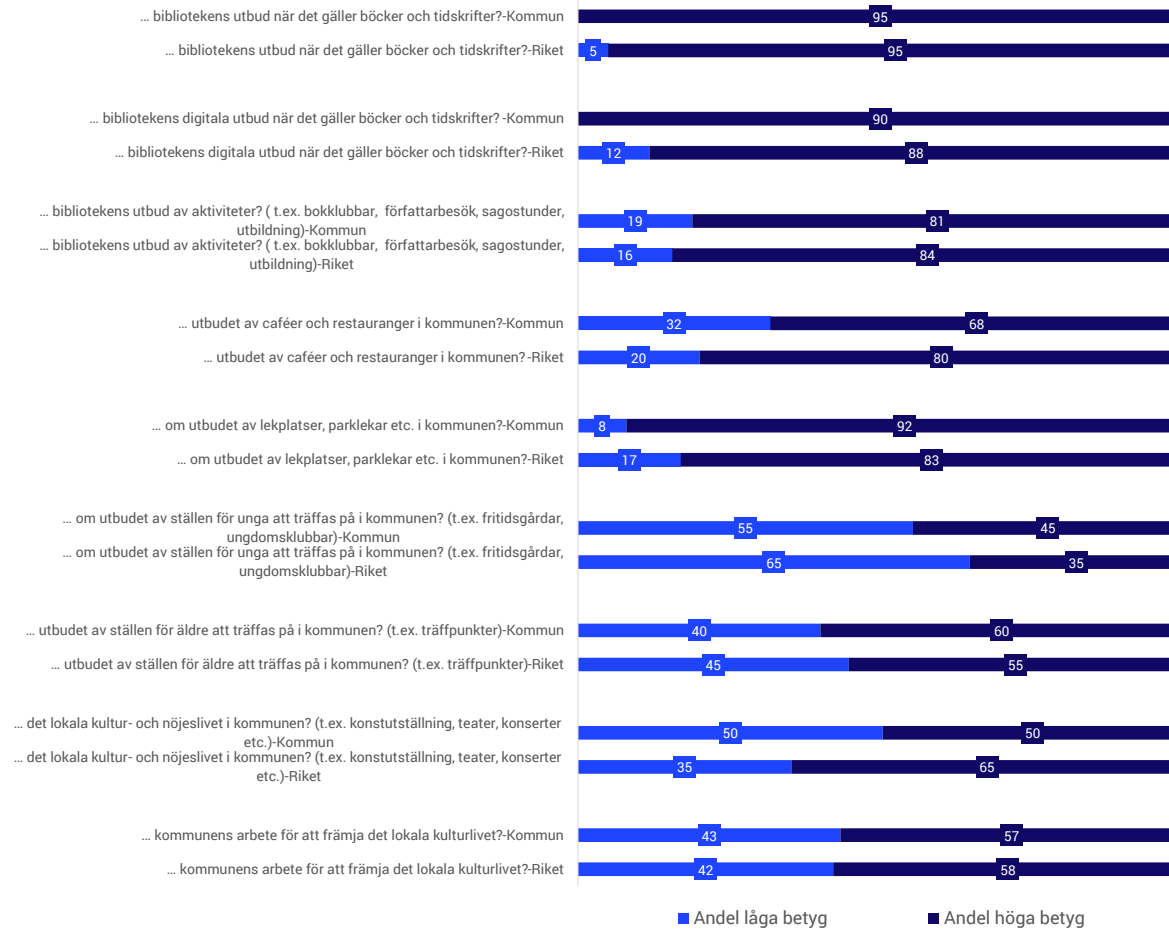 ... bibliotekens utbud när det gäller böcker och tidskrifter?-Kommun
95
... bibliotekens utbud när det gäller böcker och tidskrifter?-Riket
5 95
... bibliotekens digitala utbud när det gäller böcker och tidskrifter? -Kommun
90
... bibliotekens digitala utbud när det gäller böcker och tidskrifter?-Riket
12 88
... bibliotekens utbud av aktiviteter? ( t.ex. bokklubbar, författarbesök, sagostunder,
utbildning)-Kommun
19 81
... bibliotekens utbud av aktiviteter? ( t.ex. bokklubbar, författarbesök, sagostunder,
utbildning)-Riket
16 84
... utbudet av caféer och restauranger i kommunen?-Kommun
32 68
... utbudet av caféer och restauranger i kommunen? -Riket
20 80
... om utbudet av lekplatser, parklekar etc. i kommunen?-Kommun
8 92
... om utbudet av lekplatser, parklekar etc. i kommunen?-Riket
17 83
... om utbudet av ställen för unga att träffas på i kommunen? (t.ex. fritidsgårdar,
ungdomsklubbar)-Kommun
55 45
... om utbudet av ställen för unga att träffas på i kommunen? (t.ex. fritidsgårdar,
ungdomsklubbar)-Riket
65 35
... utbudet av ställen för äldre att träffas på i kommunen? (t.ex. träffpunkter)-Kommun
40 60
... utbudet av ställen för äldre att träffas på i kommunen? (t.ex. träffpunkter)-Riket
45 55
... det lokala kultur- och nöjeslivet i kommunen? (t.ex. konstutställning, teater, konserter
etc.)-Kommun
50 50
... det lokala kultur- och nöjeslivet i kommunen? (t.ex. konstutställning, teater, konserter
etc.)-Riket
35 65
... kommunens arbete för att främja det lokala kulturlivet?-Kommun
43 57
... kommunens arbete för att främja det lokala kulturlivet?-Riket
42 58
Andel låga betyg Andel höga betyg